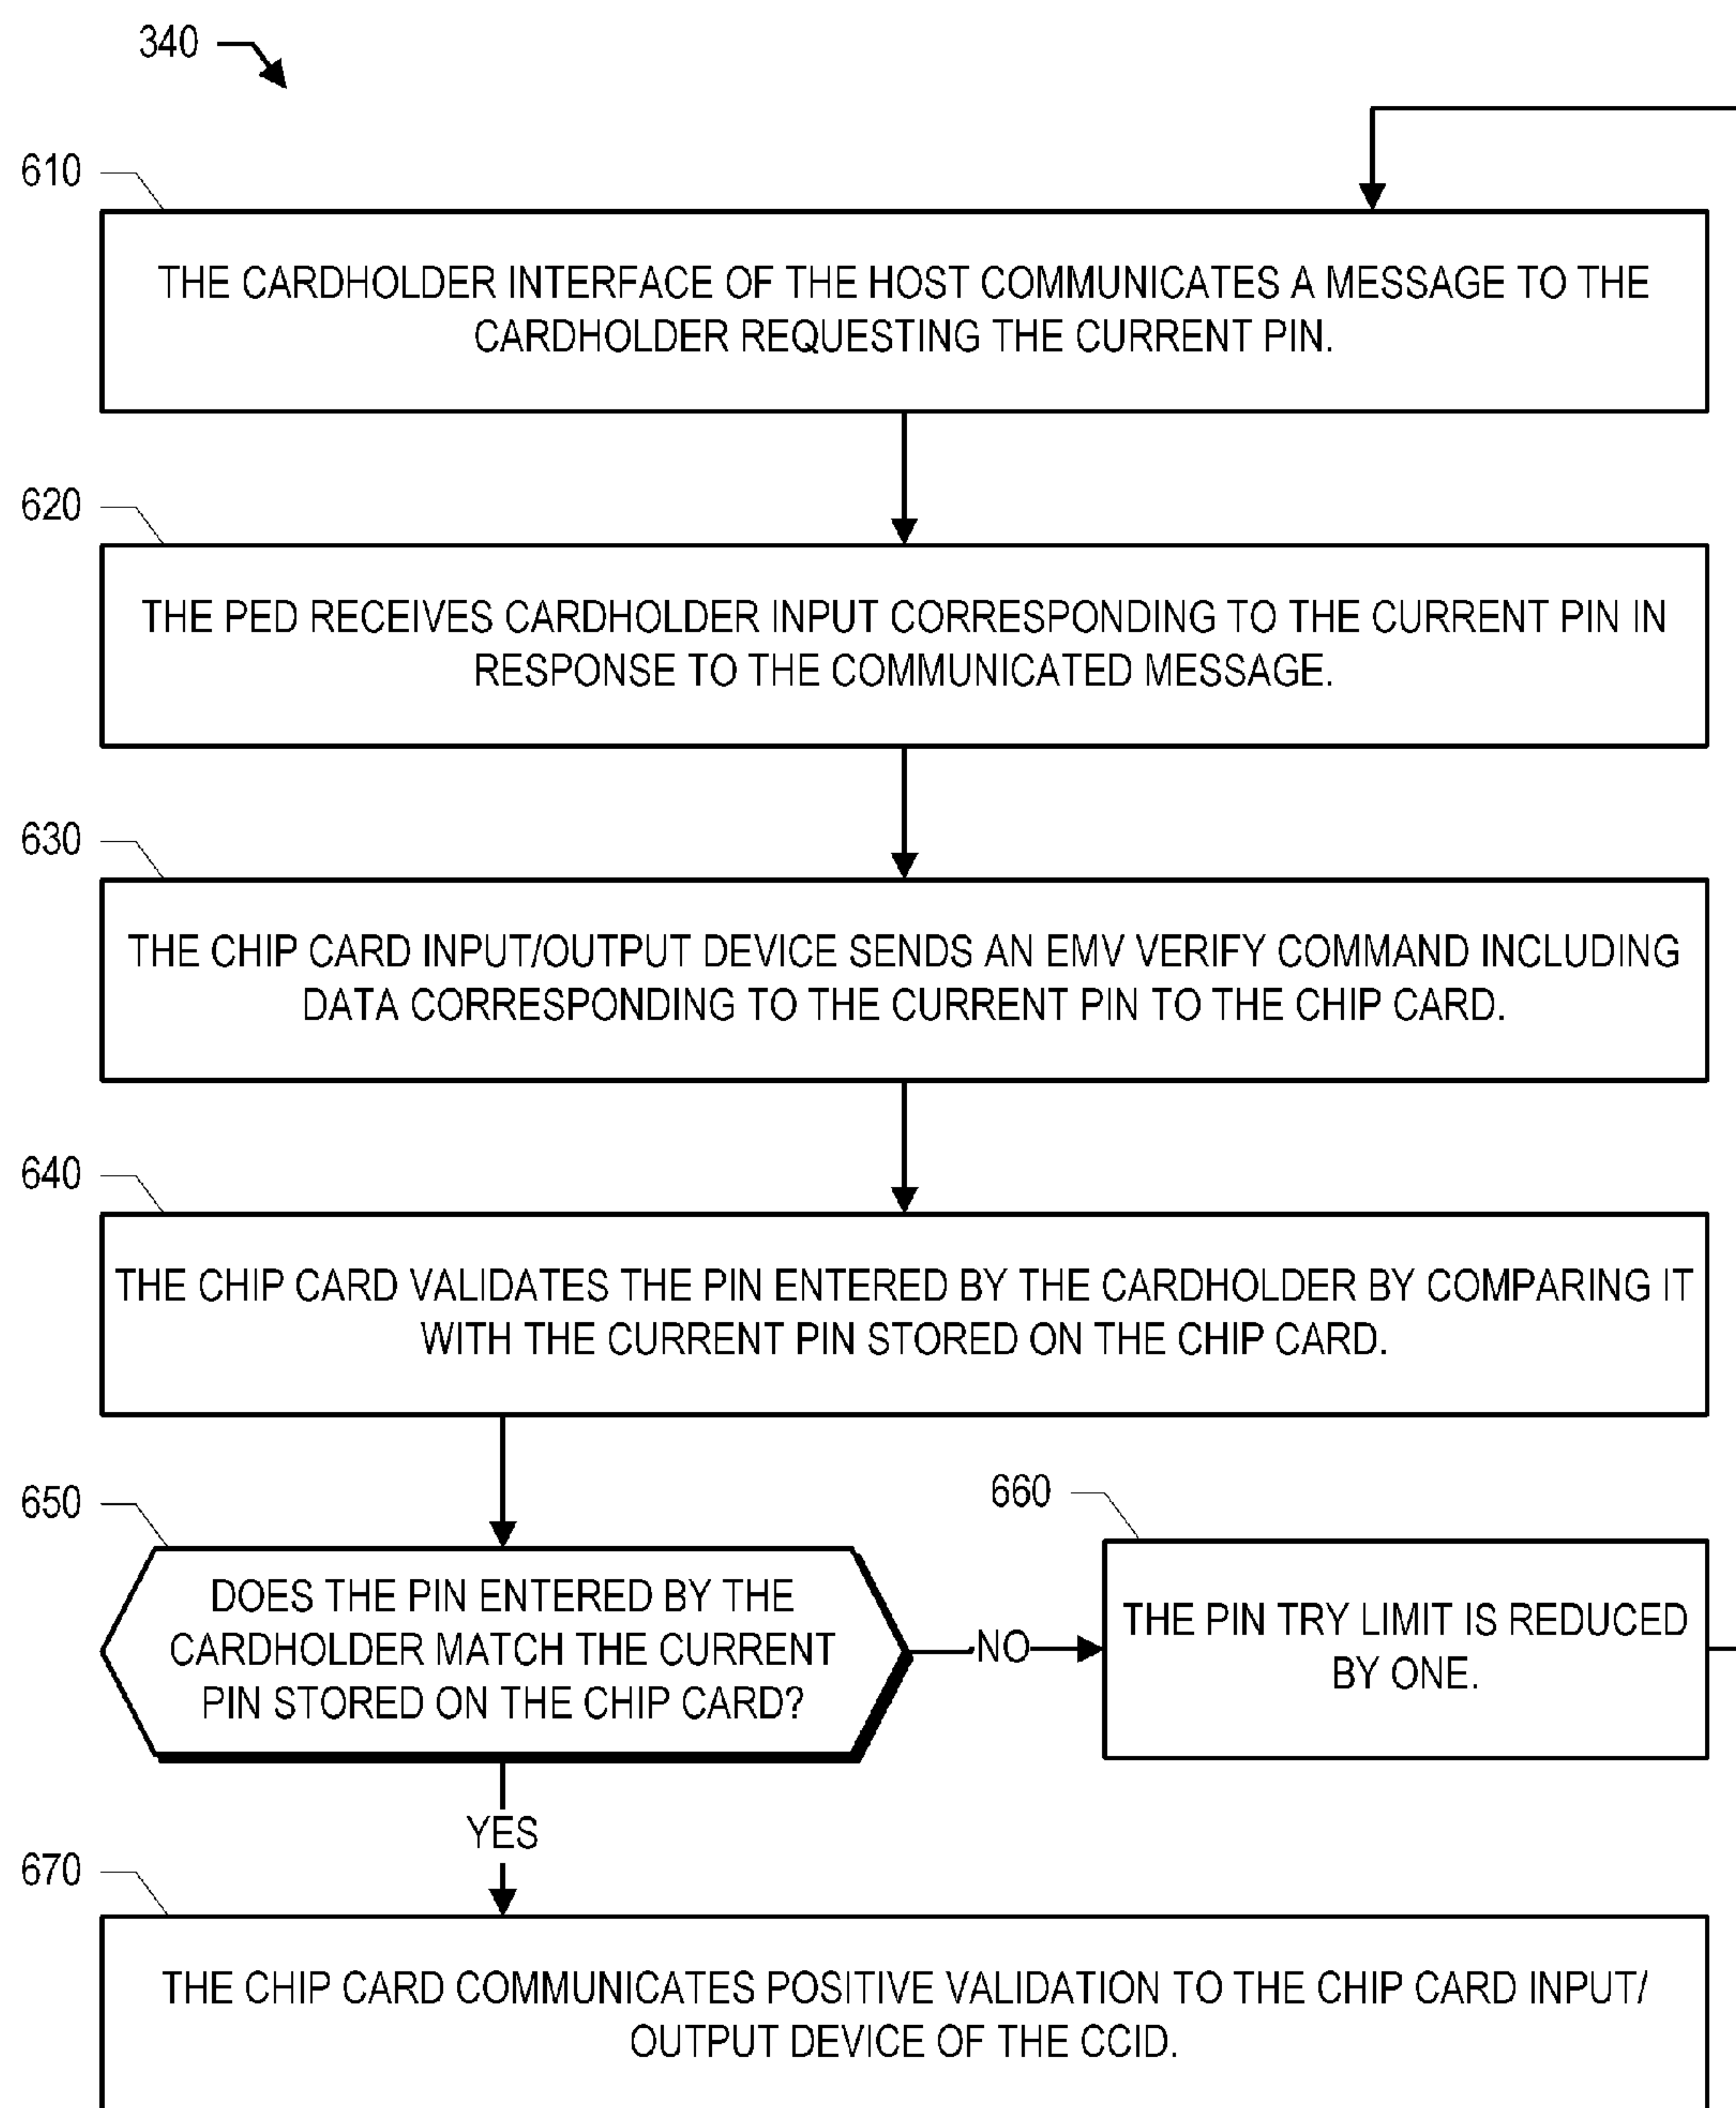 340
610
THE CARDHOLDER INTERFACE OF THE HOST COMMUNICATES A MESSAGE TO THE
CARDHOLDER REQUESTING THE CURRENT PIN.
620
THE PED RECEIVES CARDHOLDER INPUT CORRESPONDING TO THE CURRENT PIN IN
RESPONSE TO THE COMMUNICATED MESSAGE.
630
THE CHIP CARD INPUT/OUTPUT DEVICE SENDS AN EMV VERIFY COMMAND INCLUDING
DATA CORRESPONDING TO THE CURRENT PIN TO THE CHIP CARD.
640
THE CHIP CARD VALIDATES THE PIN ENTERED BY THE CARDHOLDER BY COMPARING IT
WITH THE CURRENT PIN STORED ON THE CHIP CARD.
650
DOES THE PIN ENTERED BY THE
CARDHOLDER MATCH THE CURRENT
PIN STORED ON THE CHIP CARD?
NO
660
THE PIN TRY LIMIT IS REDUCED
BY ONE.
YES
670
THE CHIP CARD COMMUNICATES POSITIVE VALIDATION TO THE CHIP CARD INPUT/
OUTPUT DEVICE OF THE CCID.